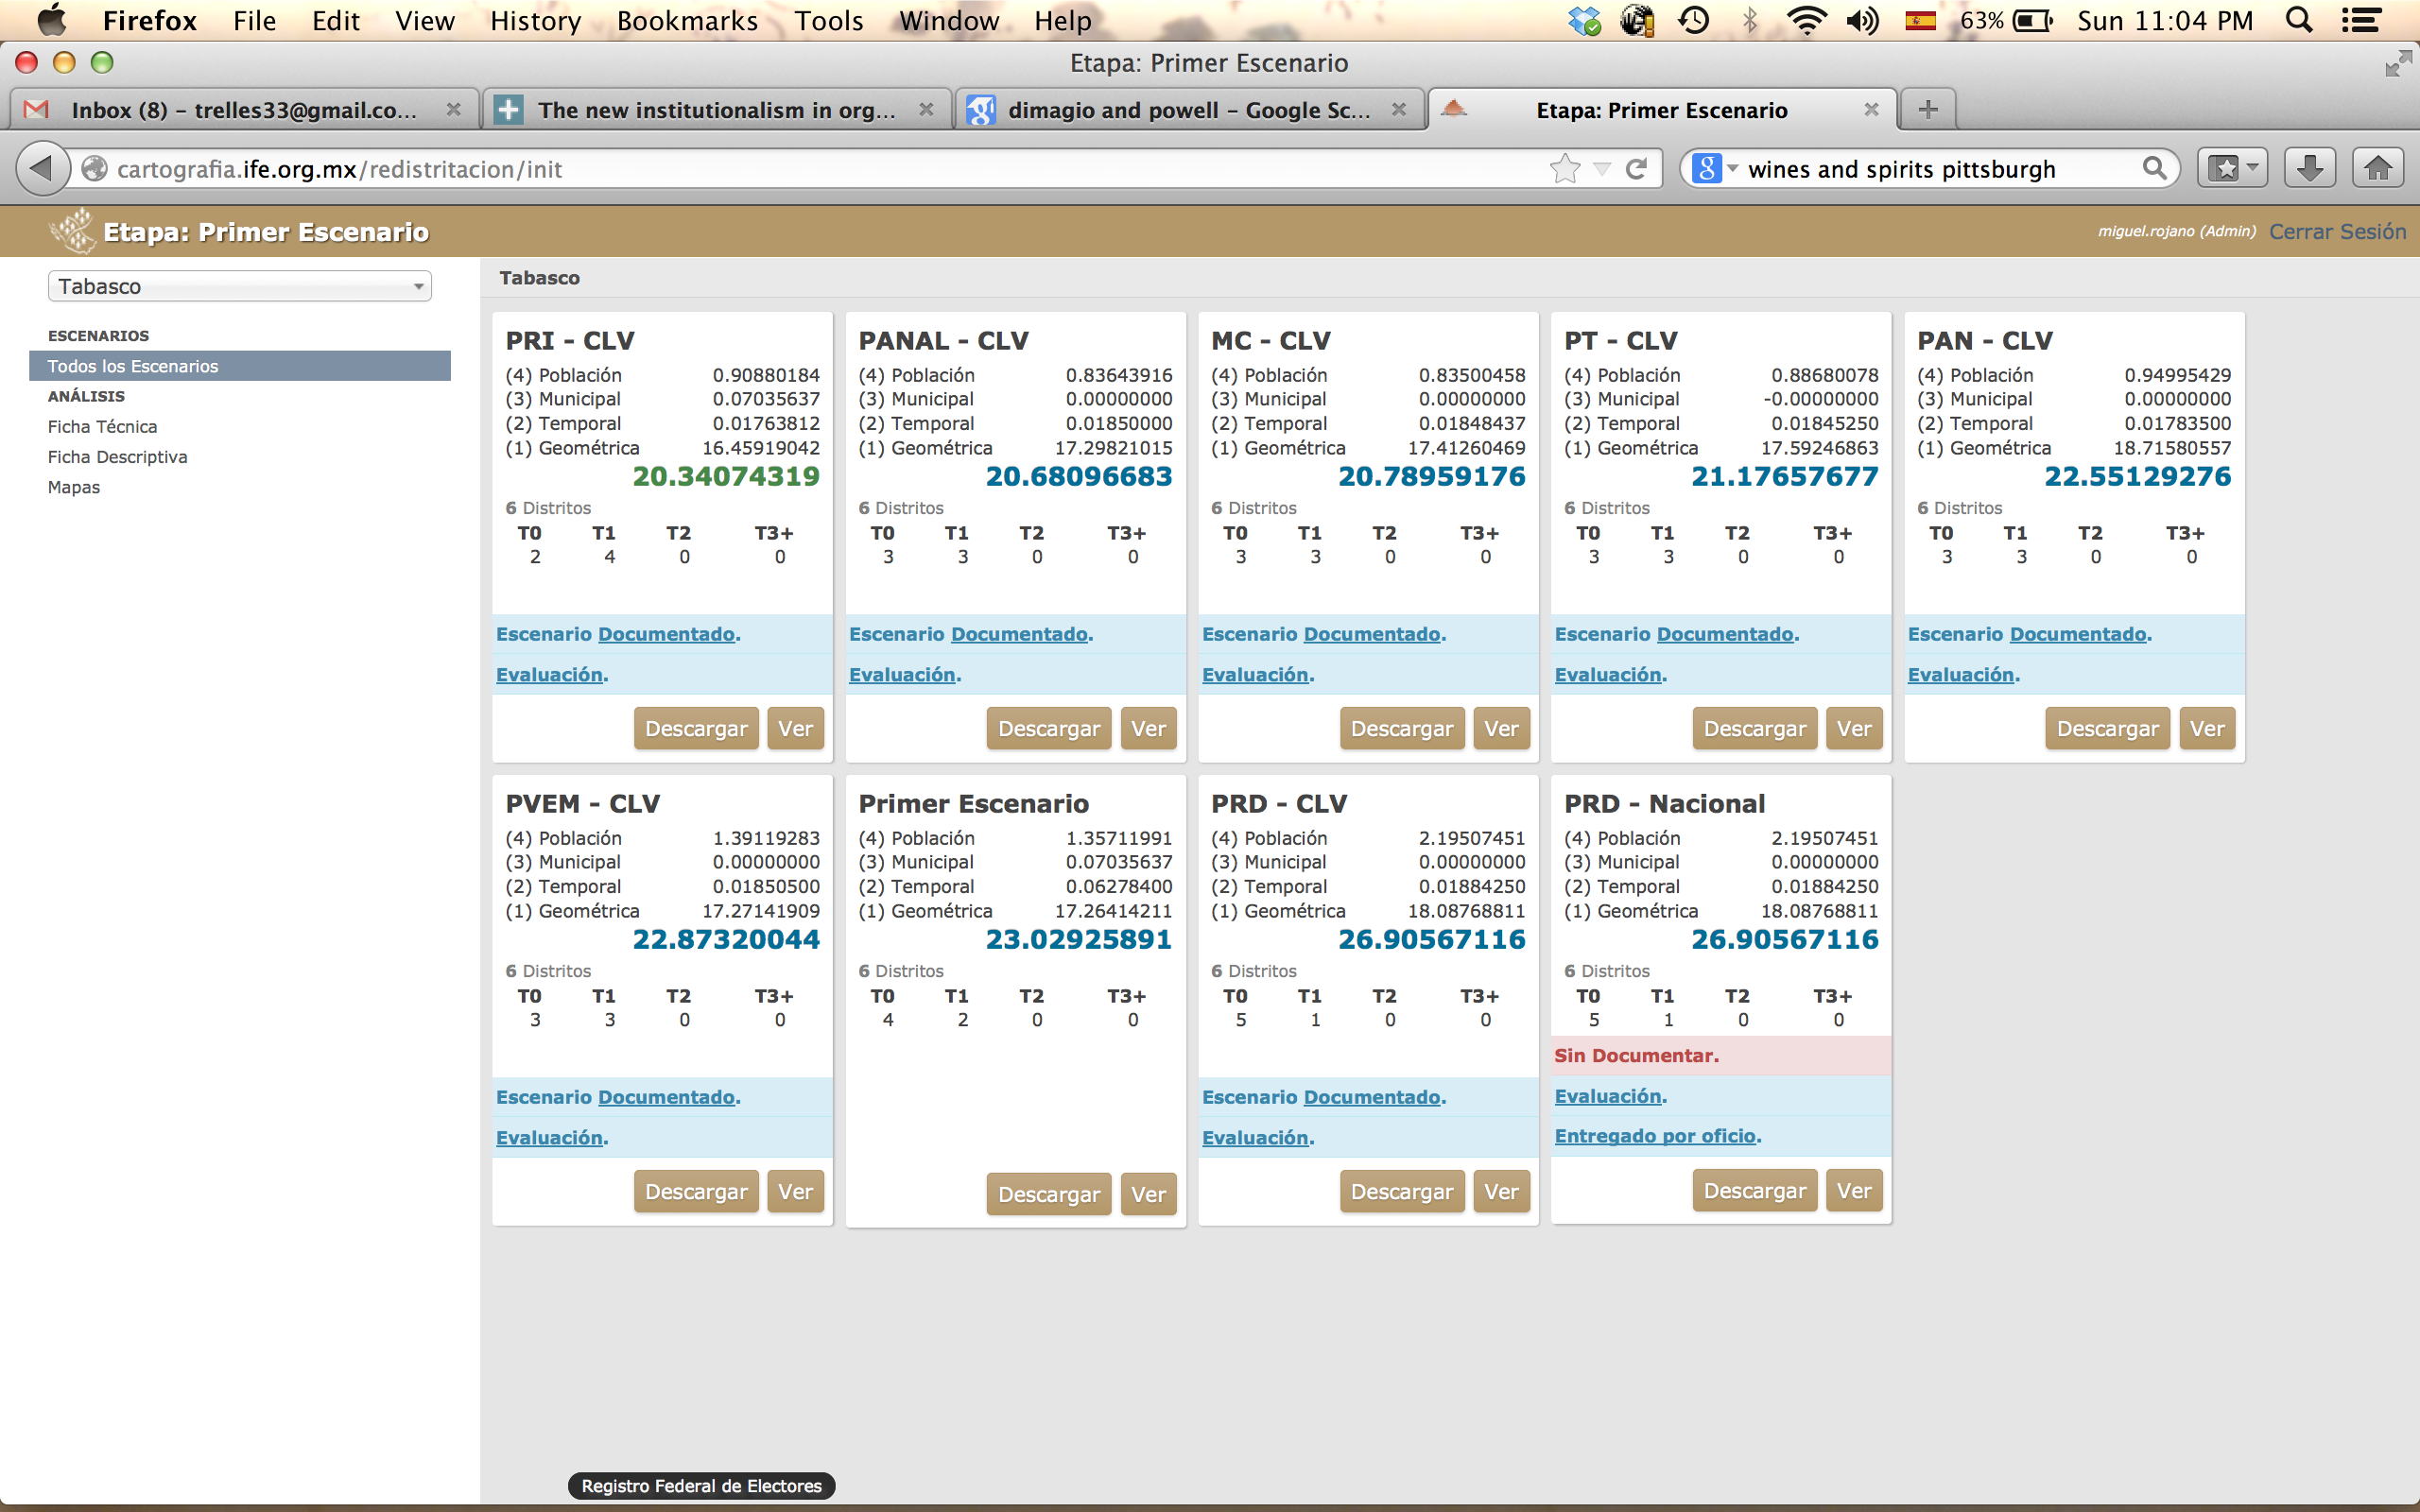 Firefox File Edit View History Bookmarks Tools Window Help 63% Sun 11:04 PM
Etapa: Primer Escenario
Inbox (8) – trelles33@gmail.co... The new institutionalism in org... dimagio and powell – Google Sc... Etapa: Primer Escenario
cartografia.ife.org.mx/redistritacion/init wines and spirits pittsburgh
Etapa: Primer Escenario miguel.rojano (Admin) Cerrar Sesión
Tabasco
ESCENARIOS
Todos los Escenarios
ANÁLISIS
Ficha Técnica
Ficha Descriptiva
Mapas
Tabasco
PRI - CLV
(4) Población 0.90880184
(3) Municipal 0.07035637
(2) Temporal 0.01763812
(1) Geométrica 16.45919042
20.34074319
6 Distritos
T0 T1 T2 T3+
2 4 0 0
Escenario Documentado.
Evaluación.
Descargar Ver
PANAL - CLV
(4) Población 0.83643916
(3) Municipal 0.00000000
(2) Temporal 0.01850000
(1) Geométrica 17.29821015
20.68096683
6 Distritos
T0 T1 T2 T3+
3 3 0 0
Escenario Documentado.
Evaluación.
Descargar Ver
MC - CLV
(4) Población 0.83500458
(3) Municipal 0.00000000
(2) Temporal 0.01848437
(1) Geométrica 17.41260469
20.78959176
6 Distritos
T0 T1 T2 T3+
3 3 0 0
Escenario Documentado.
Evaluación.
Descargar Ver
PT - CLV
(4) Población 0.88680078
(3) Municipal -0.00000000
(2) Temporal 0.01845250
(1) Geométrica 17.59246863
21.17657677
6 Distritos
T0 T1 T2 T3+
3 3 0 0
Escenario Documentado.
Evaluación.
Descargar Ver
PAN - CLV
(4) Población 0.94995429
(3) Municipal 0.00000000
(2) Temporal 0.01783500
(1) Geométrica 18.71580557
22.55129276
6 Distritos
T0 T1 T2 T3+
3 3 0 0
Escenario Documentado.
Evaluación.
Descargar Ver
PVEM - CLV
(4) Población 1.39119283
(3) Municipal 0.00000000
(2) Temporal 0.01850500
(1) Geométrica 17.27141909
22.87320044
6 Distritos
T0 T1 T2 T3+
3 3 0 0
Escenario Documentado.
Evaluación.
Descargar Ver
Primer Escenario
(4) Población 1.35711991
(3) Municipal 0.07035637
(2) Temporal 0.06278400
(1) Geométrica 17.26414211
23.02925891
6 Distritos
T0 T1 T2 T3+
4 2 0 0
Descargar Ver
PRD - CLV
(4) Población 2.19507451
(3) Municipal 0.00000000
(2) Temporal 0.01884250
(1) Geométrica 18.08768811
26.90567116
6 Distritos
T0 T1 T2 T3+
5 1 0 0
Escenario Documentado.
Evaluación.
Descargar Ver
PRD - Nacional
(4) Población 2.19507451
(3) Municipal 0.00000000
(2) Temporal 0.01884250
(1) Geométrica 18.08768811
26.90567116
6 Distritos
T0 T1 T2 T3+
5 1 0 0
Sin Documentar.
Evaluación.
Entregado por oficio.
Descargar Ver
Registro Federal de Electores